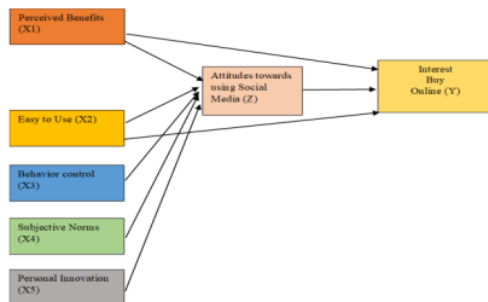 Perceived Benefits
(X1)
Attitudes towards
using Social
Media (Z)
Interest
Buy
Online (Y)
Easy to Use (X2)
Behavior control
(X3)
Subjective Norms
(X4)
Personal Innovation
(X5)